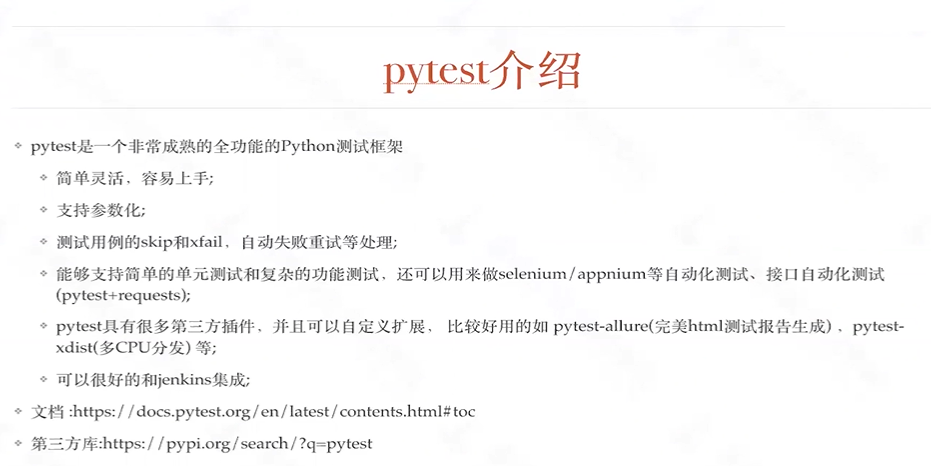 pytest介绍
pytest是一个非常成熟的全功能的Python测试框架
简单灵活，容易上手;
支持参数化;
测试用例的skip和xfail，自动失败重试等处理;
能够支持简单的单元测试和复杂的功能测试，还可以用来做selenium/appnium等自动化测试、接口自动化测试
(pytest+requests);
pytest具有很多第三方插件，并且可以自定义扩展， 比较好用的如 pytest-allure(完美html测试报告生成) ，pytest-
xdist(多CPU分发) 等;
可以很好的和jenkins集成;
文档 :https://docs.pytest.org/en/latest/contents.html#toc
第三方库:https://pypi.org/search/?q=pytest